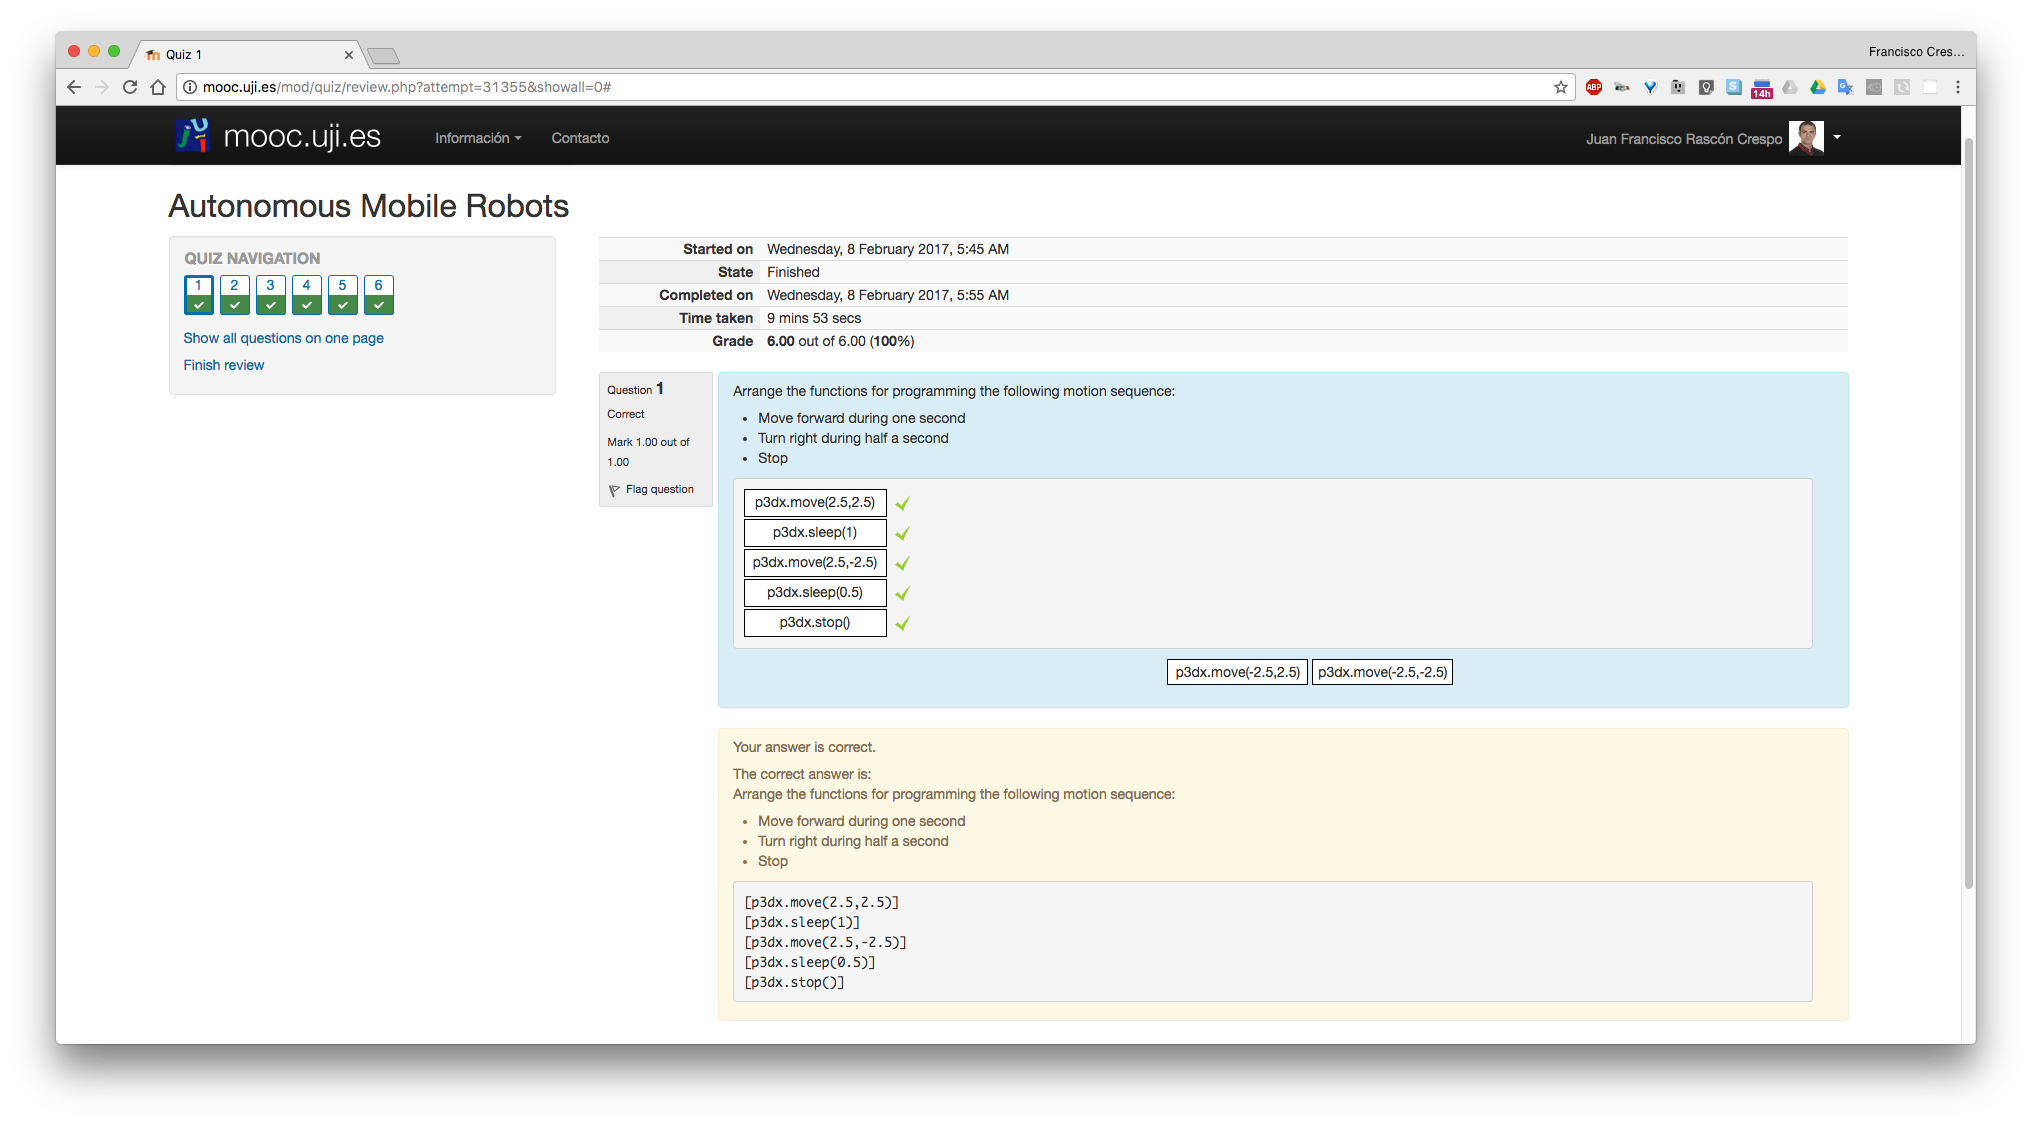 Quiz 1
Francisco Cres...
mooc.uji.es/mod/quiz/review.php?attempt=31355&showall=0#
ABP
14h
mooc.uji.es
Información
Contacto
Juan Francisco Rascón Crespo
Autonomous Mobile Robots
QUIZ NAVIGATION
1 2 3 4 5 6
Show all questions on one page
Finish review
Started on Wednesday, 8 February 2017, 5:45 AM
State Finished
Completed on Wednesday, 8 February 2017, 5:55 AM
Time taken 9 mins 53 secs
Grade 6.00 out of 6.00 (100%)
Question 1
Correct
Mark 1.00 out of
1.00
Flag question
Arrange the functions for programming the following motion sequence:
• Move forward during one second
• Turn right during half a second
• Stop
p3dx.move(2.5,2.5)
p3dx.sleep(1)
p3dx.move(2.5,-2.5)
p3dx.sleep(0.5)
p3dx.stop()
p3dx.move(-2.5,2.5) p3dx.move(-2.5,-2.5)
Your answer is correct.
The correct answer is:
Arrange the functions for programming the following motion sequence:
• Move forward during one second
• Turn right during half a second
• Stop
[p3dx.move(2.5,2.5)]
[p3dx.sleep(1)]
[p3dx.move(2.5,-2.5)]
[p3dx.sleep(0.5)]
[p3dx.stop()]